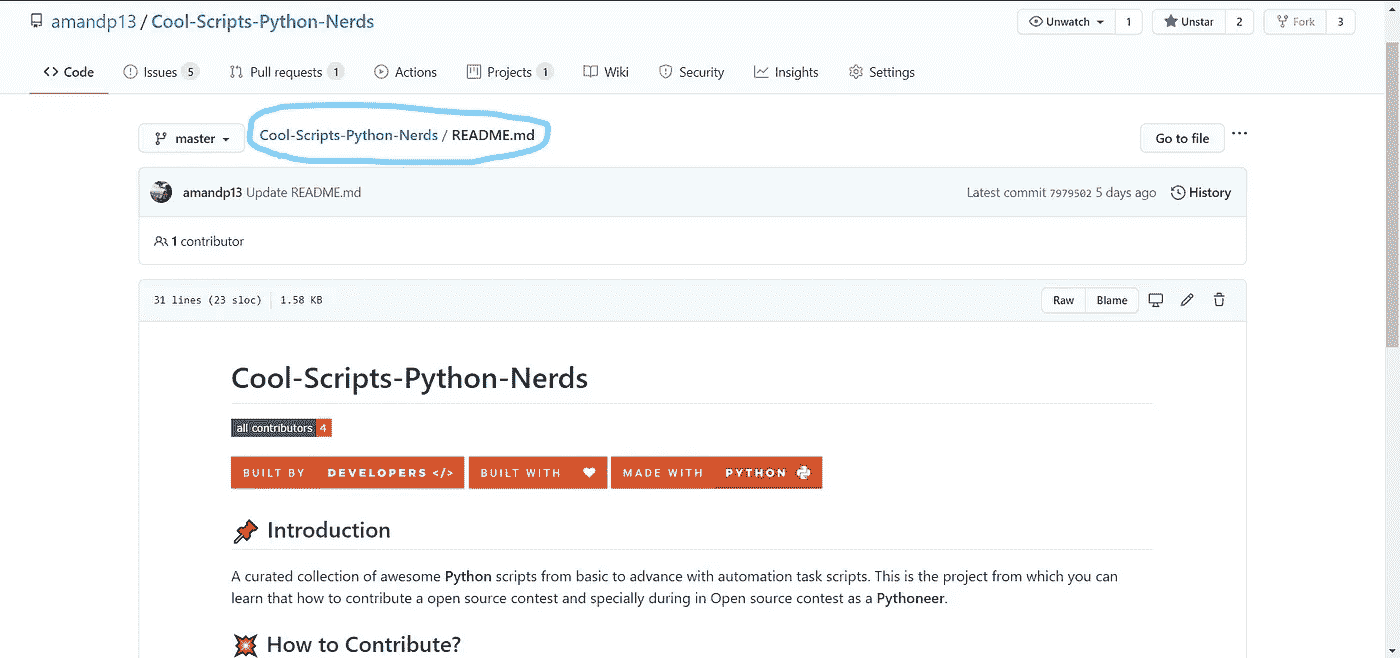 amandp13 / Cool-Scripts-Python-Nerds Unwatch 1 Unstar 2 Fork 3
Code Issues 5 Pull requests 1 Actions Projects 1 Wiki Security Insights Settings
master Cool-Scripts-Python-Nerds / README.md Go to file ...
amandp13 Update README.md Latest commit 7979502 5 days ago History
1 contributor
31 lines (23 sloc) 1.58 KB Raw Blame
Cool-Scripts-Python-Nerds
all contributors 4
BUILT BY DEVELOPERS </> BUILT WITH MADE WITH PYTHON
Introduction
A curated collection of awesome Python scripts from basic to advance with automation task scripts. This is the project from which you can
learn that how to contribute a open source contest and specially during in Open source contest as a Pythoneer.
How to Contribute?